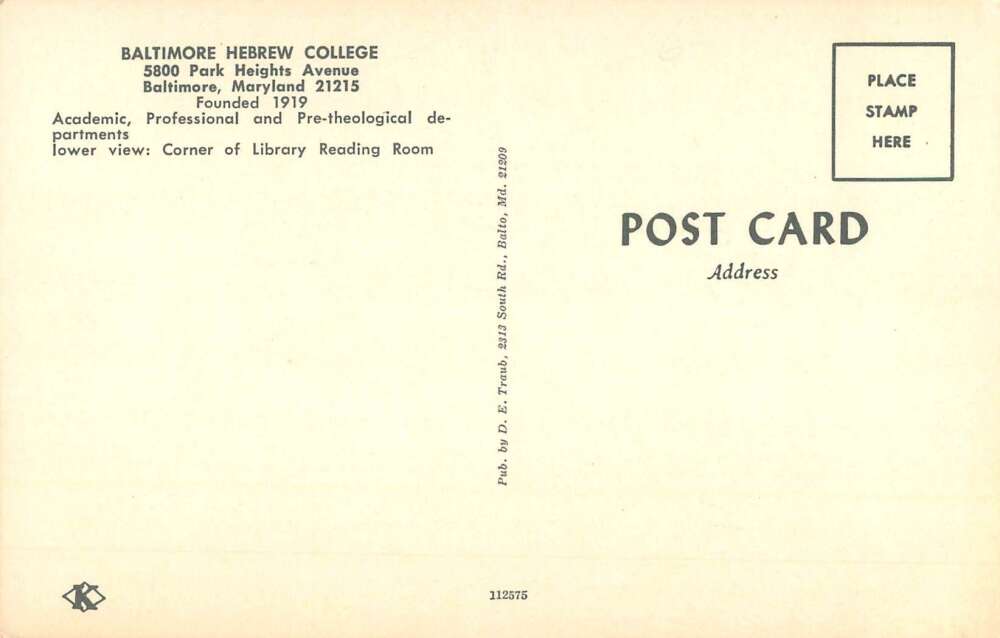 BALTIMORE HEBREW COLLEGE
5800 Park Heights Avenue
Baltimore, Maryland 21215
Founded 1919
Academic, Professional and Pre-theological de-
partments
lower view: Corner of Library Reading Room
Pub. by D. E. Traub, 2313 South Rd., Balto, Md. 21209
PLACE
STAMP
HERE
POST CARD
Address
K
112575